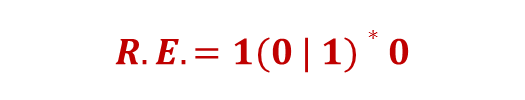 R. E. = 1(0 | 1) * 0